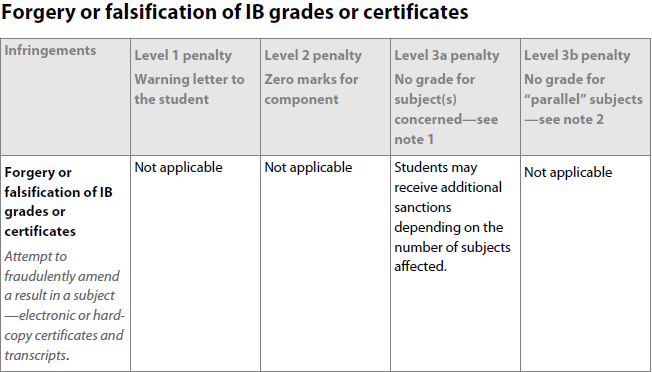 Forgery or falsification of IB grades or certificates
Infringements
Level 1 penalty
Warning letter to
the student
Level 2 penalty
Zero marks for
component
Level 3a penalty
No grade for
subject(s)
concerned—see
note 1
Level 3b penalty
No grade for
“parallel” subjects
—see note 2
Forgery or
falsification of IB
grades or
certificates
Attempt to
fraudulently amend
a result in a subject
—electronic or hard-
copy certificates and
transcripts.
Not applicable
Not applicable
Students may
receive additional
sanctions
depending on the
number of subjects
affected.
Not applicable